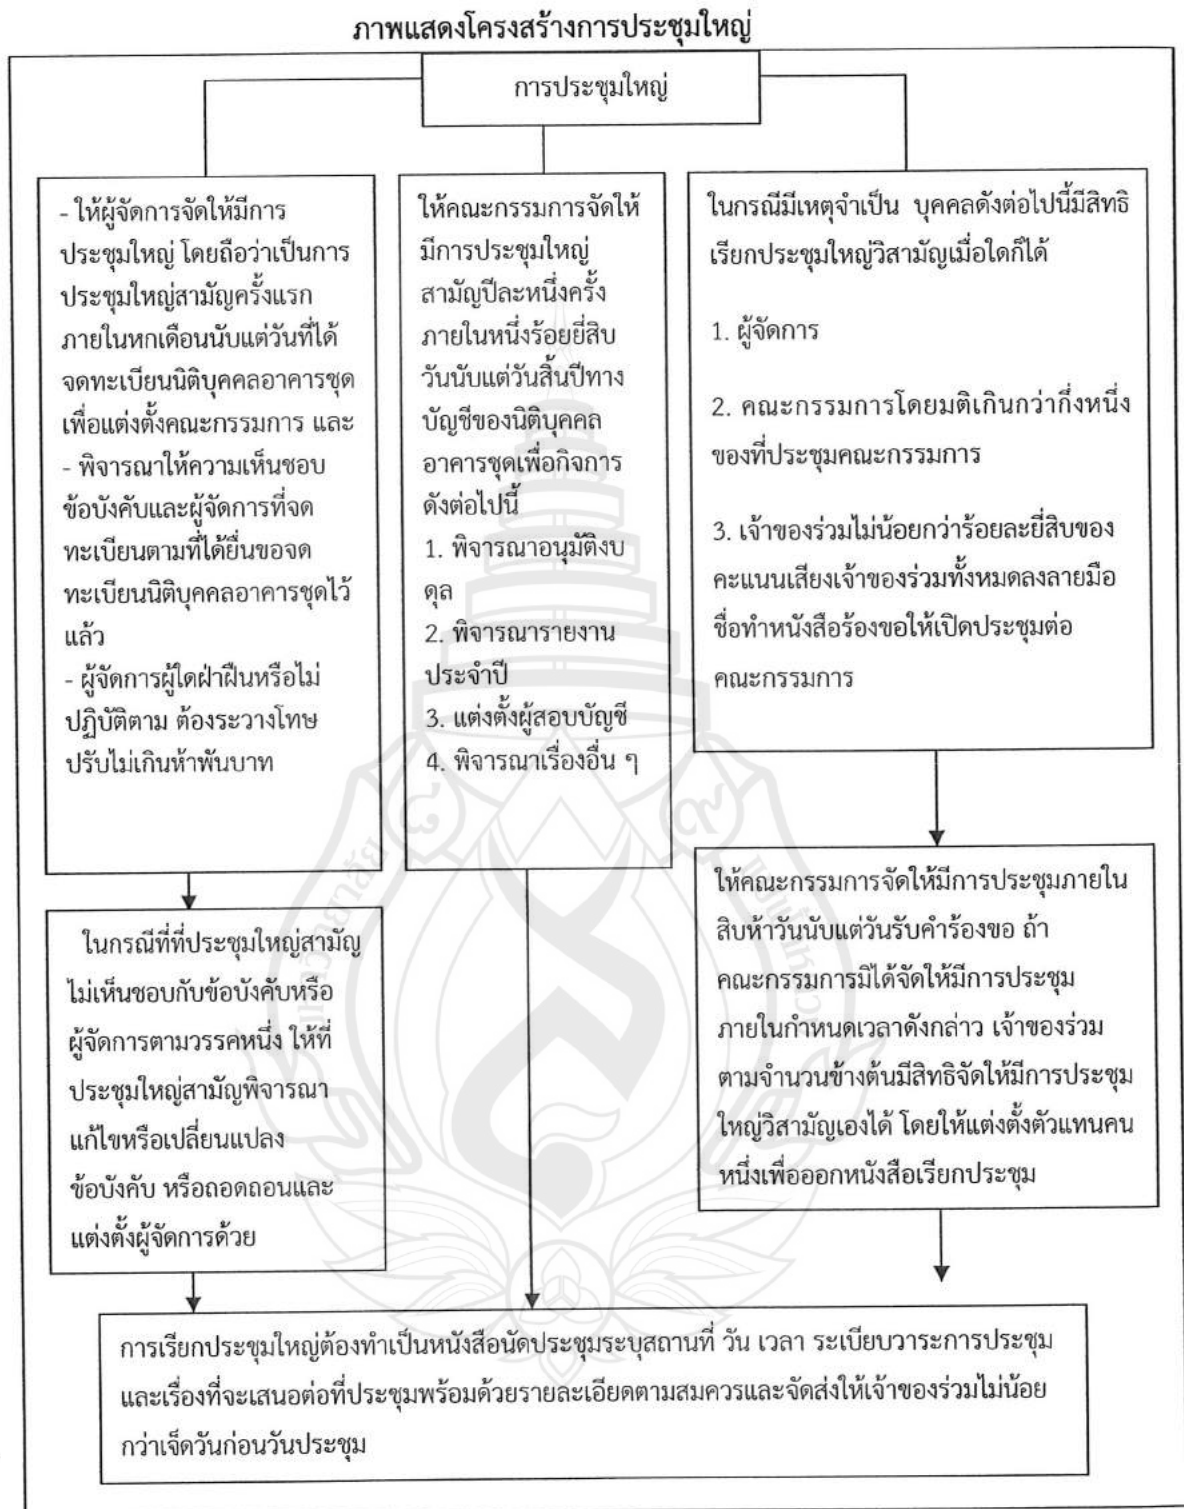 ภาพแสดงโครงสร้างการประชุมใหญ่
การประชุมใหญ่
- ให้ผู้จัดการจัดให้มีการ
ประชุมใหญ่ โดยถือว่าเป็นการ
ประชุมใหญ่สามัญครั้งแรก
ภายในหกเดือนนับแต่วันที่ได้
จดทะเบียนนิติบุคคลอาคารชุด
เพื่อแต่งตั้งคณะกรรมการ และ
- พิจารณาให้ความเห็นชอบ
ข้อบังคับและผู้จัดการที่จด
ทะเบียนตามที่ได้ยื่นขอจด
ทะเบียนนิติบุคคลอาคารชุดไว้
แล้ว
- ผู้จัดการผู้ใดฝ่าฝืนหรือไม่
ปฏิบัติตาม ต้องระวางโทษ
ปรับไม่เกินห้าพันบาท
ให้คณะกรรมการจัดให้
มีการประชุมใหญ่
สามัญปีละหนึ่งครั้ง
ภายในหนึ่งร้อยยี่สิบ
วันนับแต่วันสิ้นปีทาง
บัญชีของนิติบุคคล
อาคารชุดเพื่อกิจการ
ดังต่อไปนี้
1. พิจารณาอนุมัติงบ
ดุล
2. พิจารณารายงาน
ประจำปี
3. แต่งตั้งผู้สอบบัญชี
4. พิจารณาเรื่องอื่น ๆ
ในกรณีมีเหตุจำเป็น บุคคลดังต่อไปนี้มีสิทธิ
เรียกประชุมใหญ่วิสามัญเมื่อใดก็ได้
1. ผู้จัดการ
2. คณะกรรมการโดยมติเกินกว่ากึ่งหนึ่ง
ของที่ประชุมคณะกรรมการ
3. เจ้าของร่วมไม่น้อยกว่าร้อยละยี่สิบของ
คะแนนเสียงเจ้าของร่วมทั้งหมดลงลายมือ
ชื่อทำหนังสือร้องขอให้เปิดประชุมต่อ
คณะกรรมการ
ในกรณีที่ที่ประชุมใหญ่สามัญ
ไม่เห็นชอบกับข้อบังคับหรือ
ผู้จัดการตามวรรคหนึ่ง ให้ที่
ประชุมใหญ่สามัญพิจารณา
แก้ไขหรือเปลี่ยนแปลง
ข้อบังคับ หรือถอดถอนและ
แต่งตั้งผู้จัดการด้วย
ให้คณะกรรมการจัดให้มีการประชุมภายใน
สิบห้าวันนับแต่วันรับคำร้องขอ ถ้า
คณะกรรมการมิได้จัดให้มีการประชุม
ภายในกำหนดเวลาดังกล่าว เจ้าของร่วม
ตามจำนวนข้างต้นมีสิทธิจัดให้มีการประชุม
ใหญ่วิสามัญเองได้ โดยให้แต่งตั้งตัวแทนคน
หนึ่งเพื่อออกหนังสือเรียกประชุม
การเรียกประชุมใหญ่ต้องทำเป็นหนังสือนัดประชุมระบุสถานที่ วัน เวลา ระเบียบวาระการประชุม
และเรื่องที่จะเสนอต่อที่ประชุมพร้อมด้วยรายละเอียดตามสมควรและจัดส่งให้เจ้าของร่วมไม่น้อย
กว่าเจ็ดวันก่อนวันประชุม